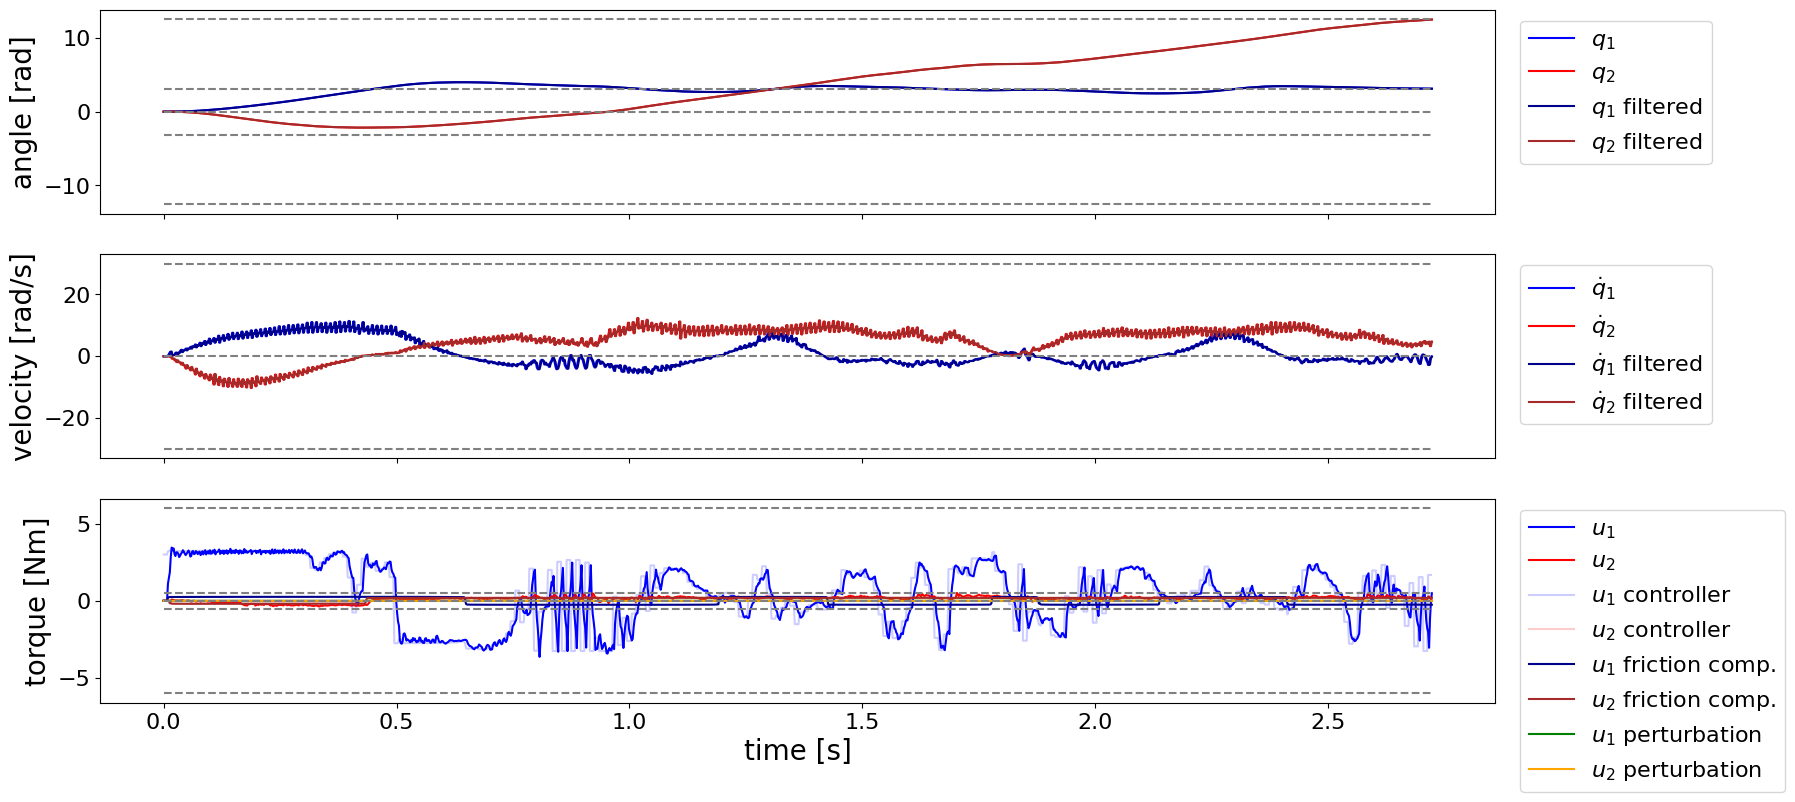 angle [rad]
10
0
−10
q₁
q₂
q₁ filtered
q₂ filtered
velocity [rad/s]
20
0
−20
q̇₁
q̇₂
q̇₁ filtered
q̇₂ filtered
torque [Nm]
5
0
−5
0.0 0.5 1.0 1.5 2.0 2.5
time [s]
u₁
u₂
u₁ controller
u₂ controller
u₁ friction comp.
u₂ friction comp.
u₁ perturbation
u₂ perturbation